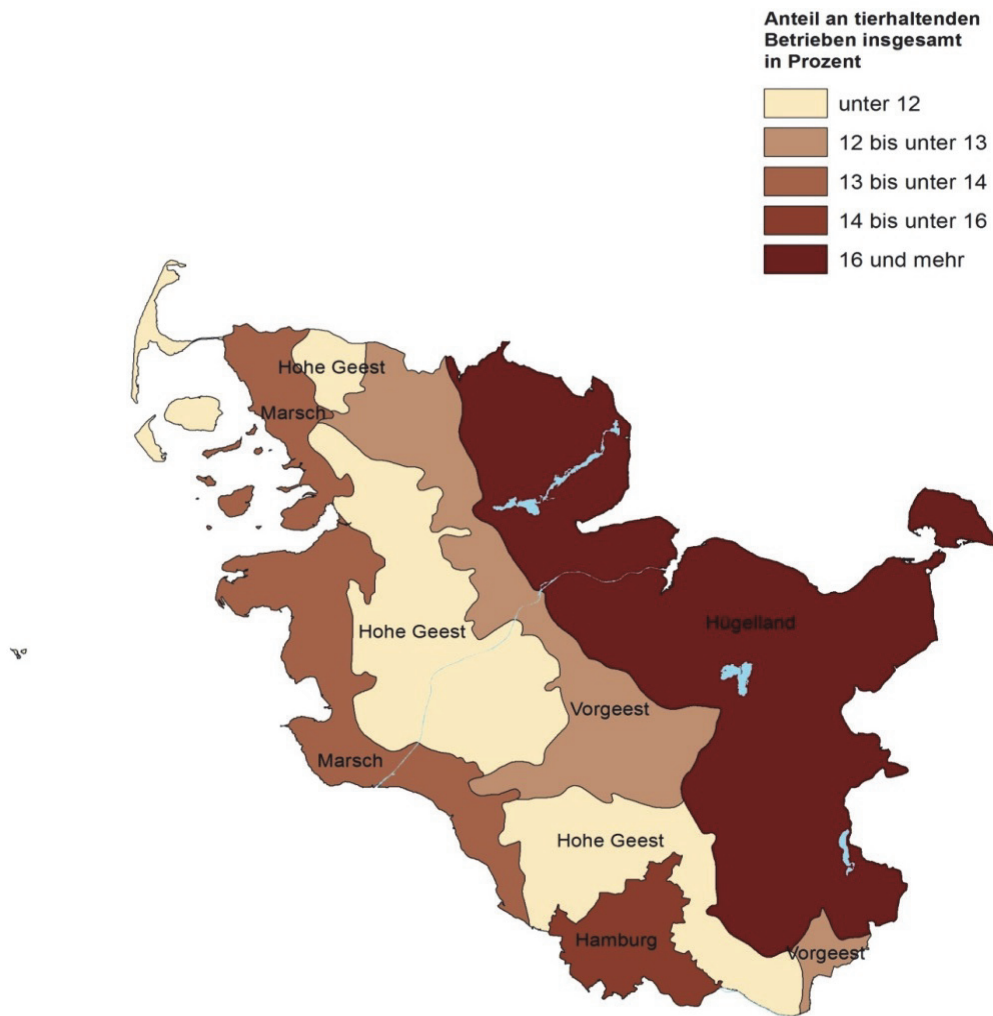 Anteil an tierhaltenden
Betrieben insgesamt
in Prozent
unter 12
12 bis unter 13
13 bis unter 14
14 bis unter 16
16 und mehr
Hohe Geest
Marsch
Hügelland
Hohe Geest
Vorgeest
Marsch
Hohe Geest
Hamburg
Vorgeest